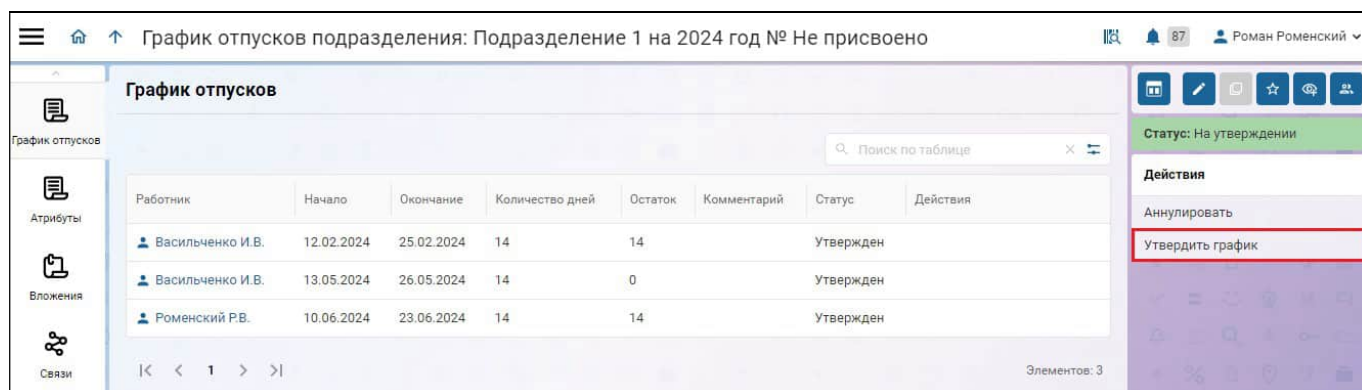 График отпусков подразделения: Подразделение 1 на 2024 год № Не присвоено
87
Роман Роменский
График отпусков
Атрибуты
Вложения
Связи
График отпусков
Поиск по таблице
Работник Начало Окончание Количество дней Остаток Комментарий Статус Действия
Васильченко И.В. 12.02.2024 25.02.2024 14 14 Утвержден
Васильченко И.В. 13.05.2024 26.05.2024 14 0 Утвержден
Роменский Р.В. 10.06.2024 23.06.2024 14 14 Утвержден
1
Элементов: 3
Статус: На утверждении
Действия
Аннулировать
Утвердить график